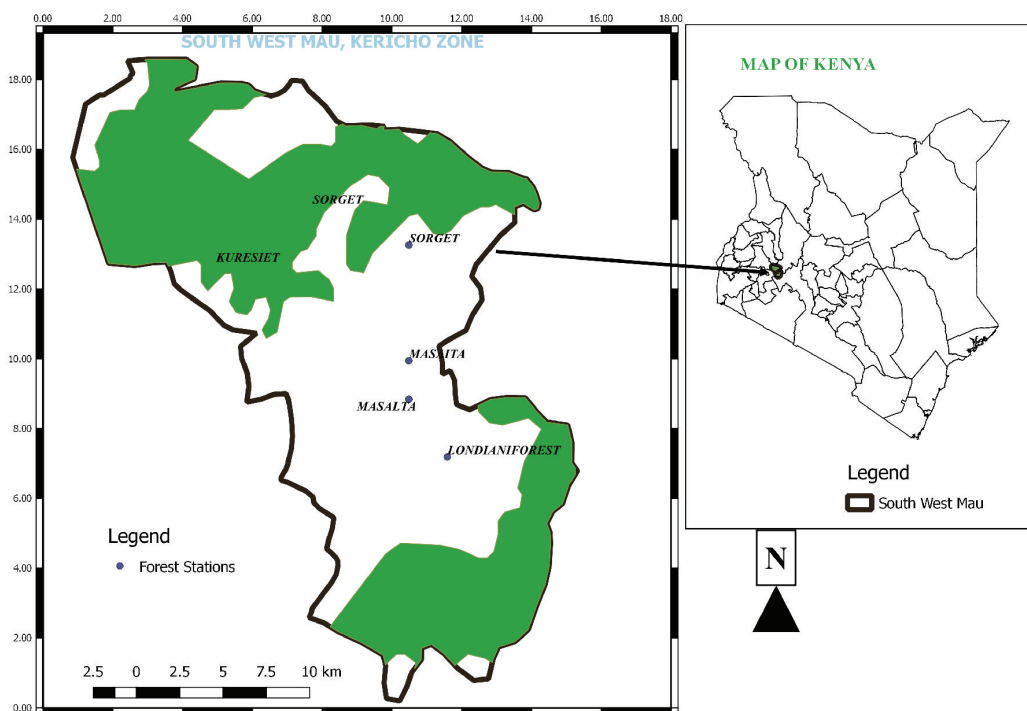 0.00 2.00 4.00 6.00 8.00 10.00 12.00 14.00 16.00 18.00
SOUTH WEST MAU, KERICHO ZONE
18.00
16.00
14.00
12.00
10.00
8.00
6.00
4.00
2.00
0.00
SORGET
SORGET
KURESIET
MASAITA
MASALTA
LONDIANIFOREST
Legend
Forest Stations
2.5 0 2.5 5 7.5 10 km
MAP OF KENYA
Legend
South West Mau
N